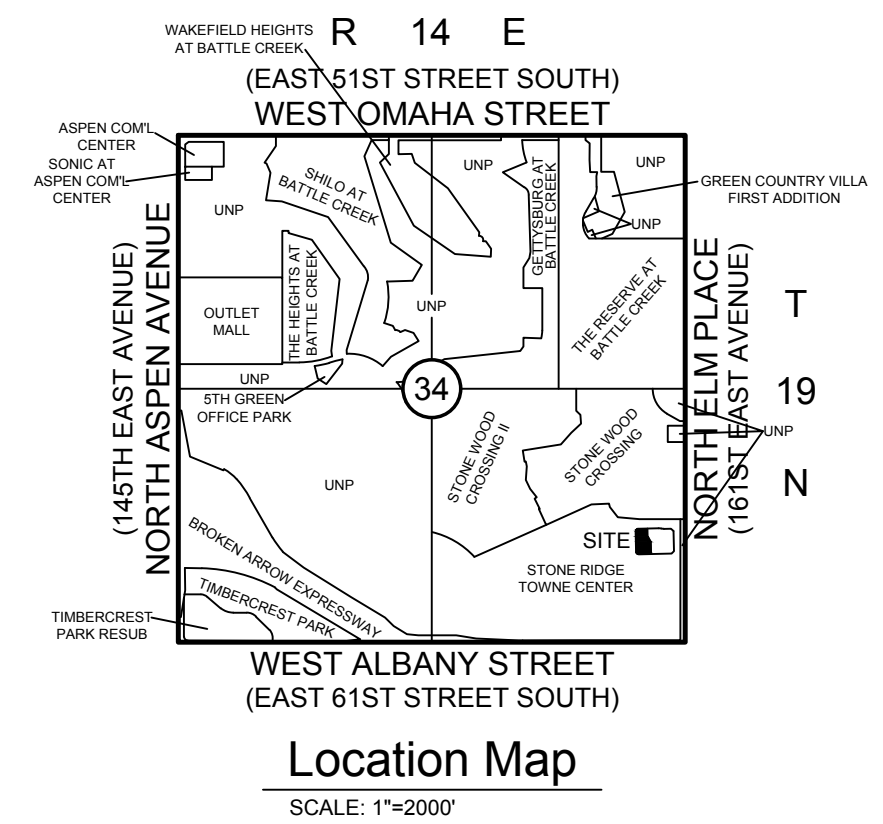 WAKEFIELD HEIGHTS
AT BATTLE CREEK
R 14 E
(EAST 51ST STREET SOUTH)
WEST OMAHA STREET
ASPEN COM'L
CENTER
SONIC AT
ASPEN COM'L
CENTER
UNP
SHILO AT
BATTLE CREEK
UNP
GETTYSBURG AT
BATTLE CREEK
UNP
GREEN COUNTRY VILLA
FIRST ADDITION
UNP
(145TH EAST AVENUE)
NORTH ASPEN AVENUE
OUTLET
MALL
THE HEIGHTS AT
BATTLE CREEK
UNP
THE RESERVE AT
BATTLE CREEK
NORTH ELM PLACE
(161ST EAST AVENUE)
T
19
N
UNP
5TH GREEN
OFFICE PARK
34
UNP
STONE WOOD
CROSSING II
STONE WOOD
CROSSING
UNP
SITE
STONE RIDGE
TOWNE CENTER
BROKEN ARROW EXPRESSWAY
TIMBERCREST PARK
TIMBERCREST
PARK RESUB
WEST ALBANY STREET
(EAST 61ST STREET SOUTH)
Location Map
SCALE: 1"=2000'